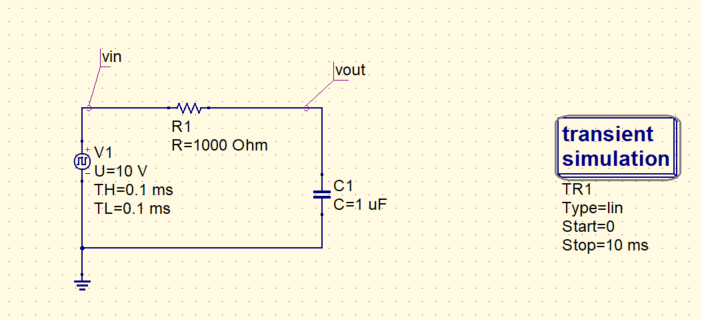 vin
vout
R1
R=1000 Ohm
V1
U=10 V
TH=0.1 ms
TL=0.1 ms
C1
C=1 uF
transient
simulation
TR1
Type=lin
Start=0
Stop=10 ms